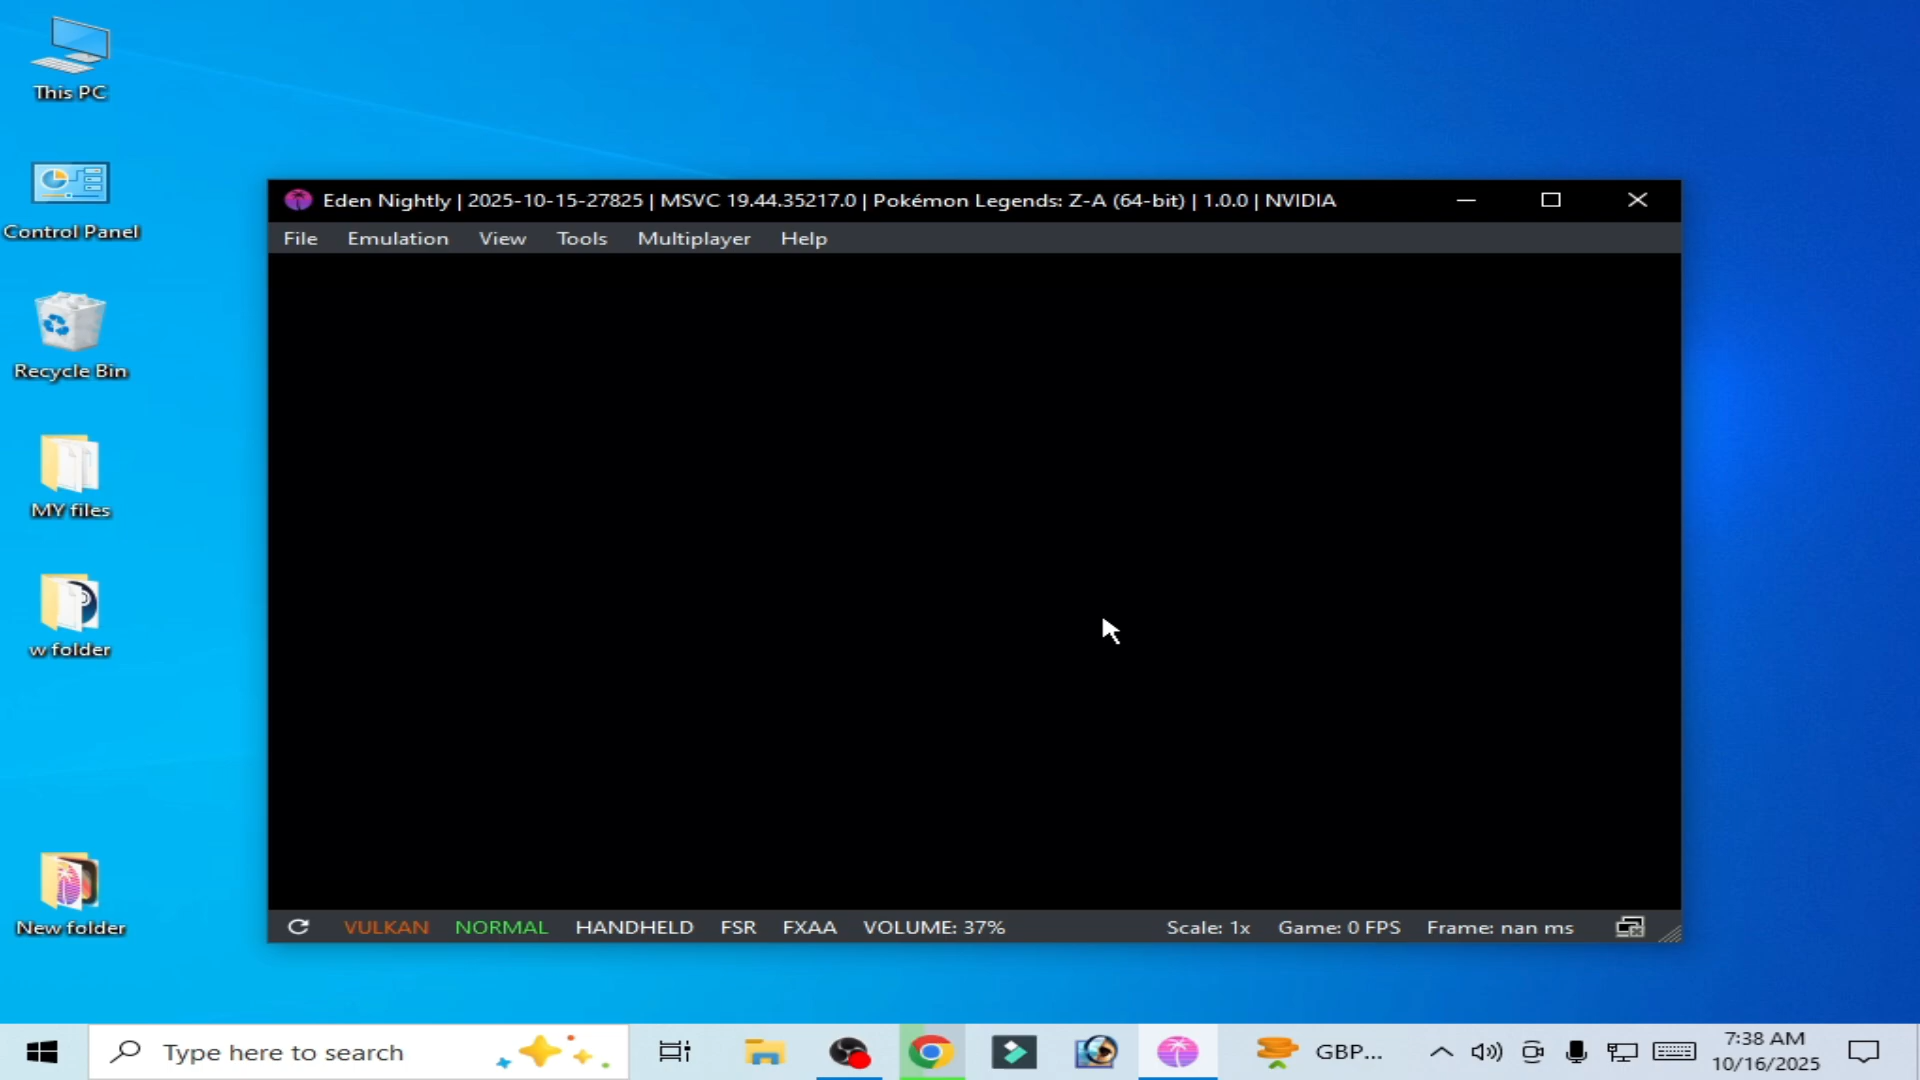 This PC
Control Panel
Recycle Bin
MY files
w folder
New folder
Eden Nightly | 2025-10-15-27825 | MSVC 19.44.35217.0 | Pokémon Legends: Z-A (64-bit) | 1.0.0 | NVIDIA
File Emulation View Tools Multiplayer Help
VULKAN NORMAL HANDHELD FSR FXAA VOLUME: 37% Scale: 1x Game: 0 FPS Frame: nan ms
Type here to search
GBP...
7:38 AM
10/16/2025